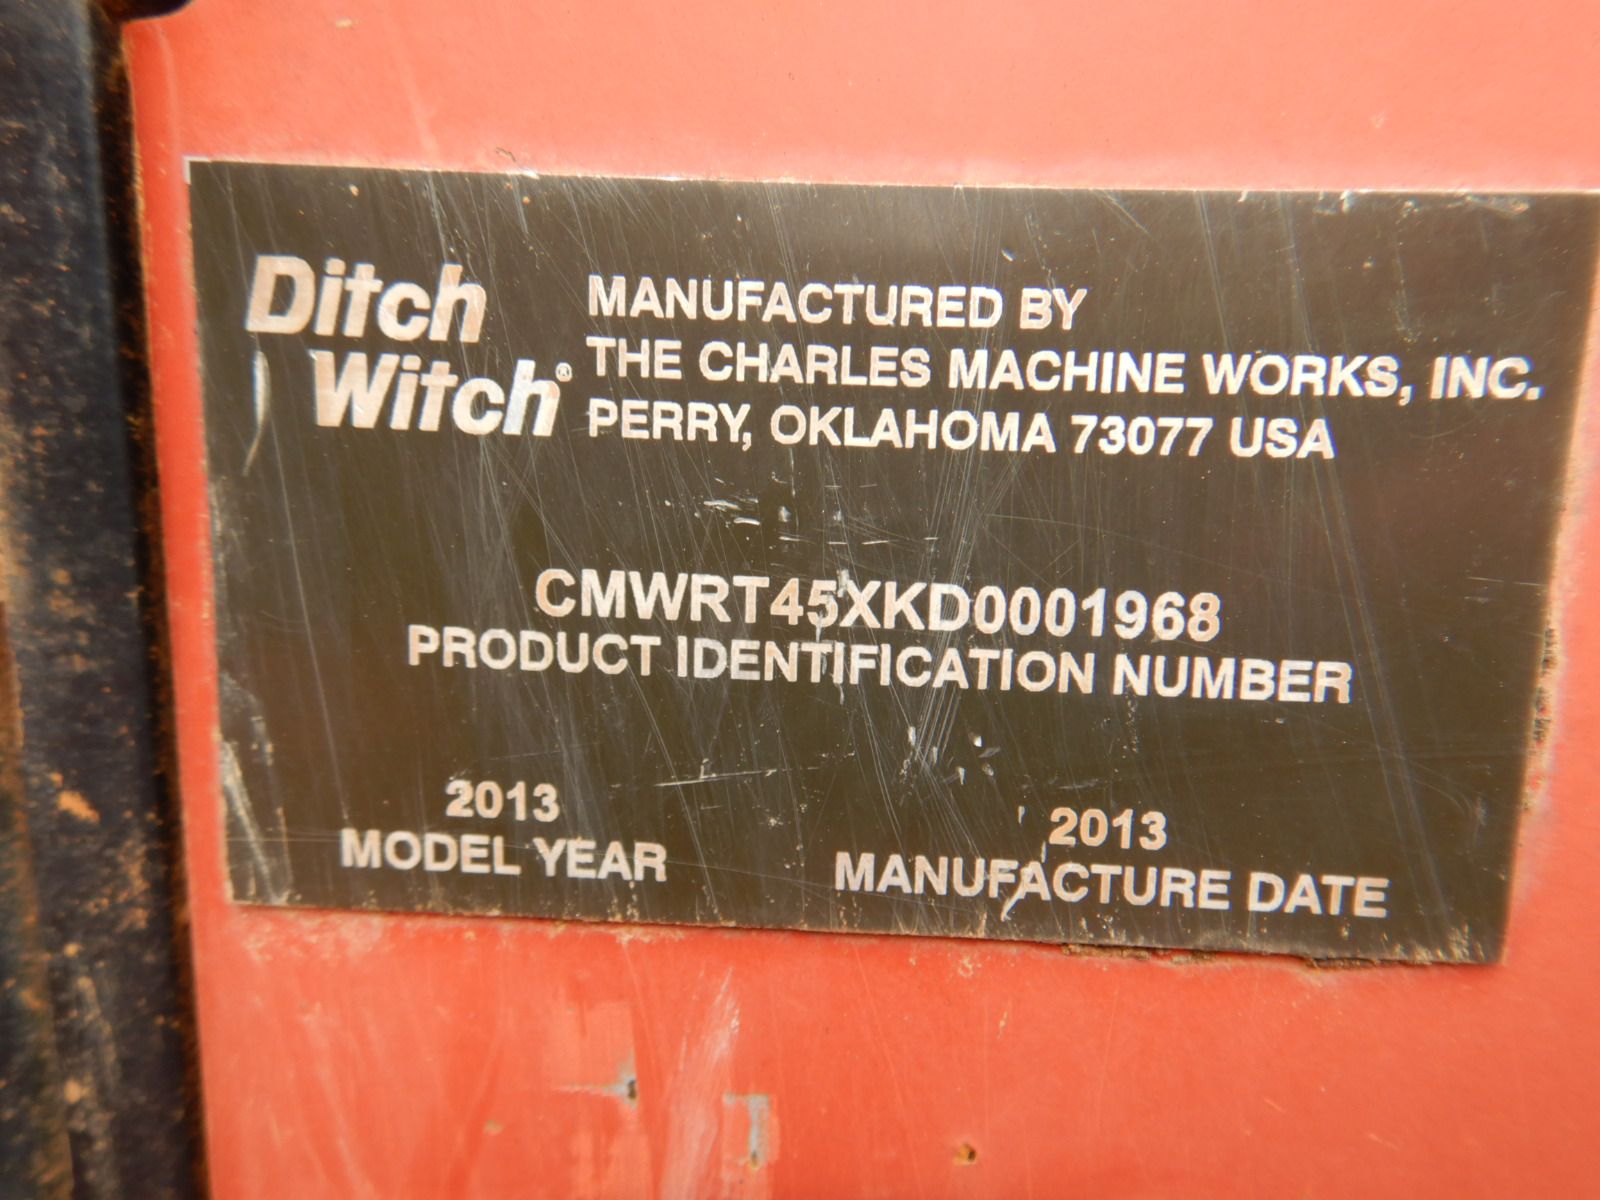 Ditch
Witch®
MANUFACTURED BY
THE CHARLES MACHINE WORKS, INC.
PERRY, OKLAHOMA 73077 USA
CMWRT45XKD0001968
PRODUCT IDENTIFICATION NUMBER
2013
MODEL YEAR
2013
MANUFACTURE DATE